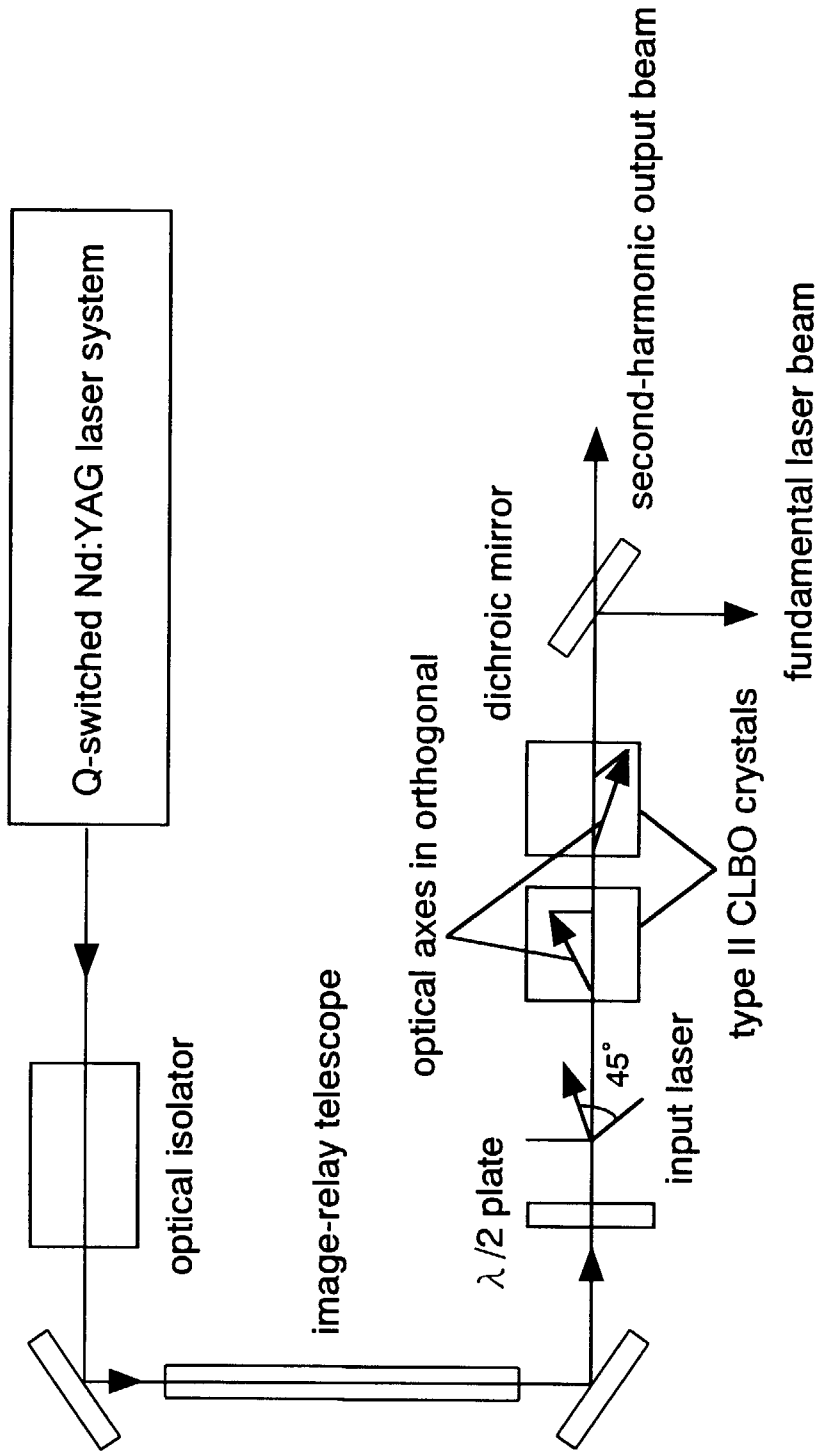 Q-switched Nd:YAG laser system
optical isolator
image-relay telescope
λ/2 plate
input laser
45°
optical axes in orthogonal
type II CLBO crystals
dichroic mirror
second-harmonic output beam
fundamental laser beam